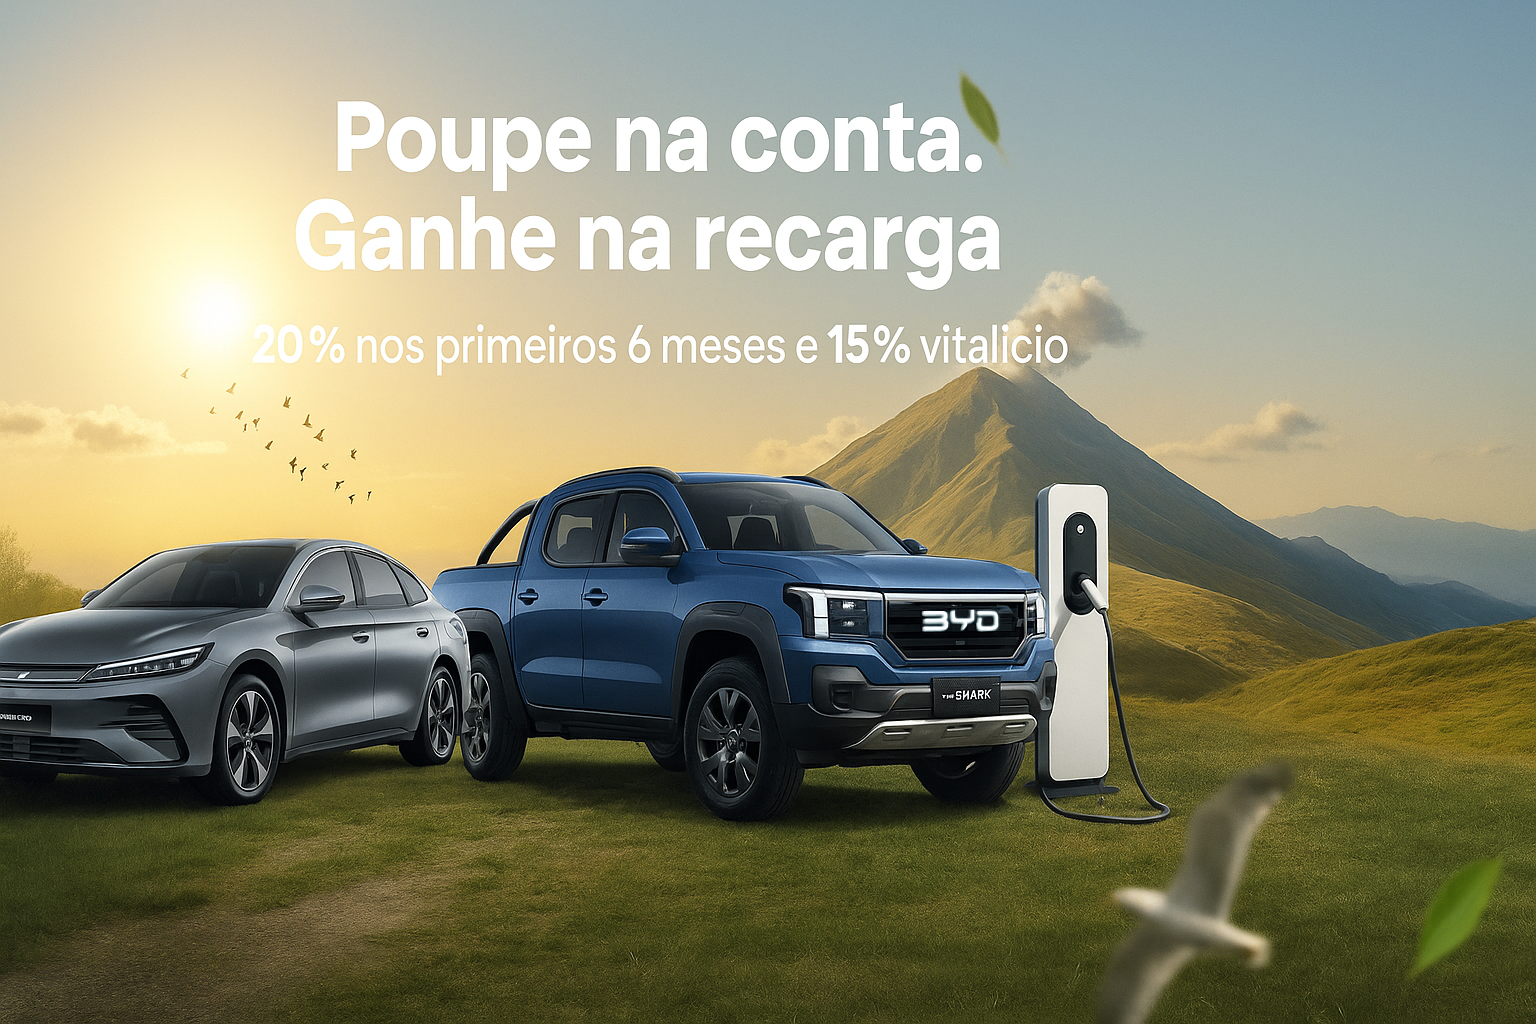 Poupe na conta.
Ganhe na recarga
20% nos primeiros 6 meses e 15% vitalicio
BYD
SHARK